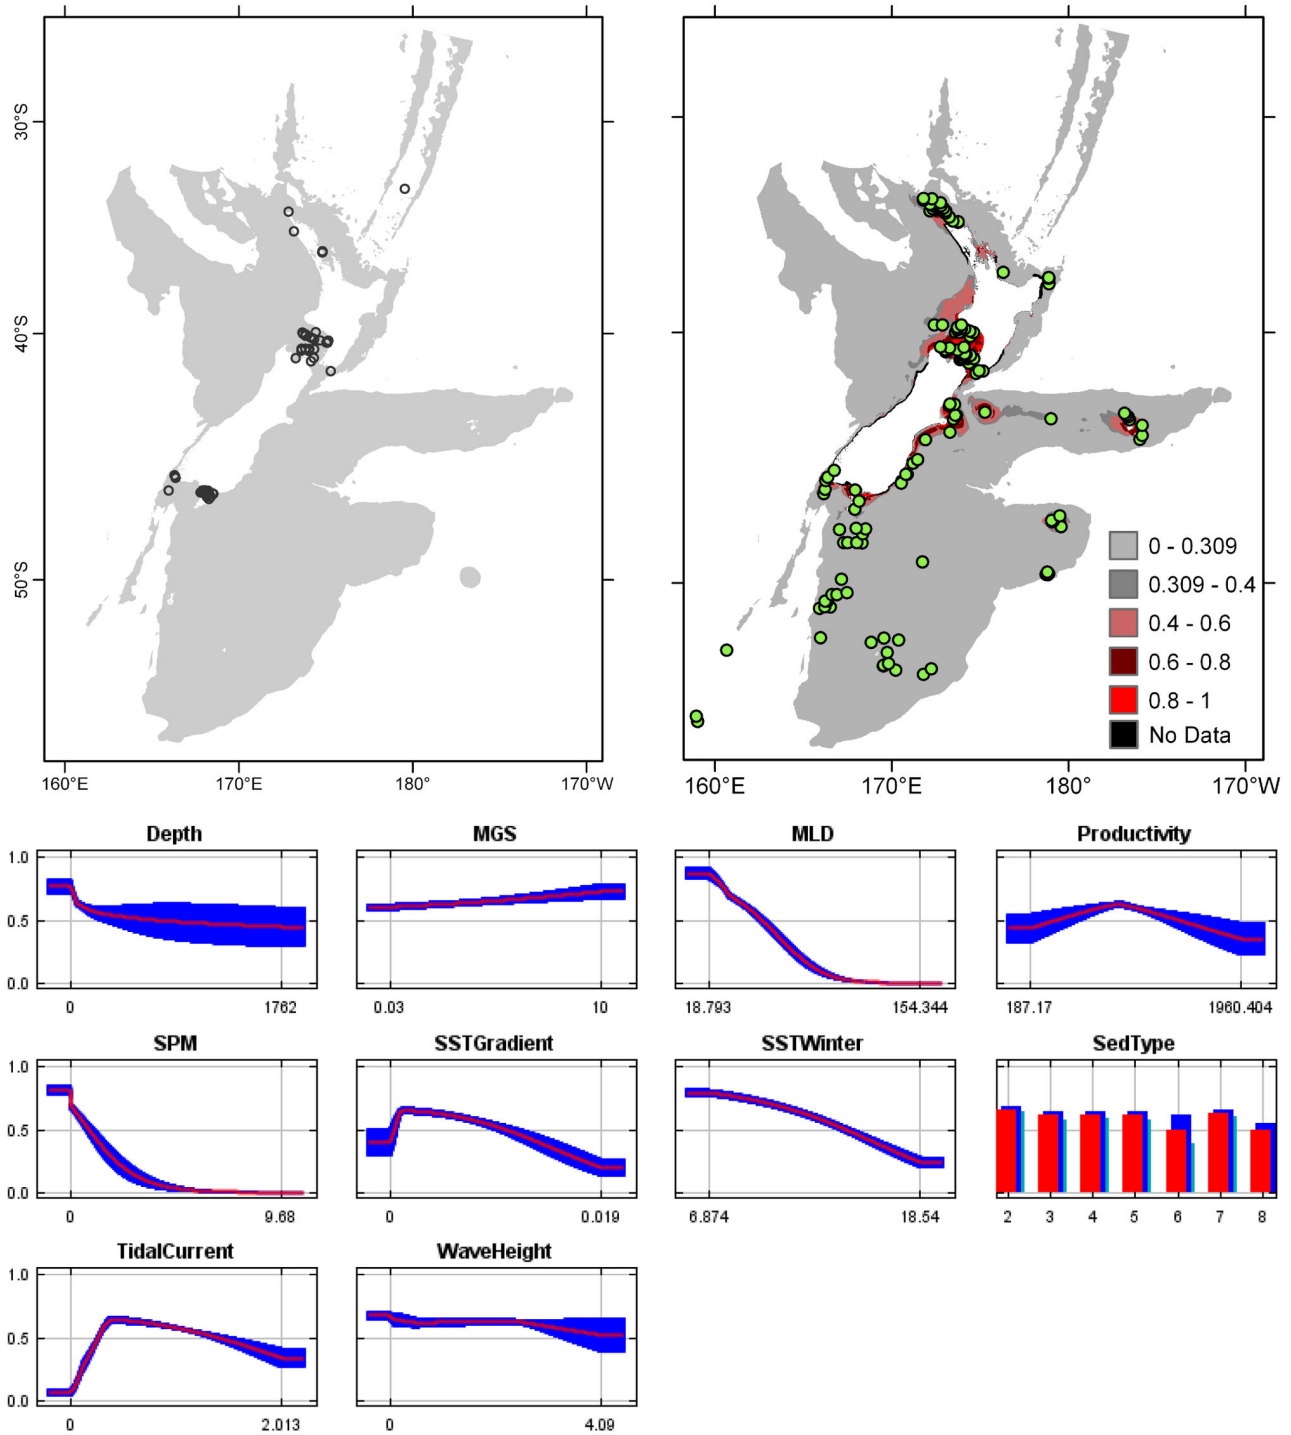 30°S
40°S
50°S
160°E 170°E 180° 170°W
0 - 0.309
0.309 - 0.4
0.4 - 0.6
0.6 - 0.8
0.8 - 1
No Data
160°E 170°E 180° 170°W
Depth MGS MLD Productivity
1.0
0.5
0.0
0 1762 0.03 10 18.793 154.344 197.17 1960.404
SPM SSTGradient SSTWinter SedType
1.0
0.5
0.0
0 9.68 0 0.019 6.874 18.54 2 3 4 5 6 7 8
TidalCurrent WaveHeight
1.0
0.5
0.0
0 2.013 0 4.09